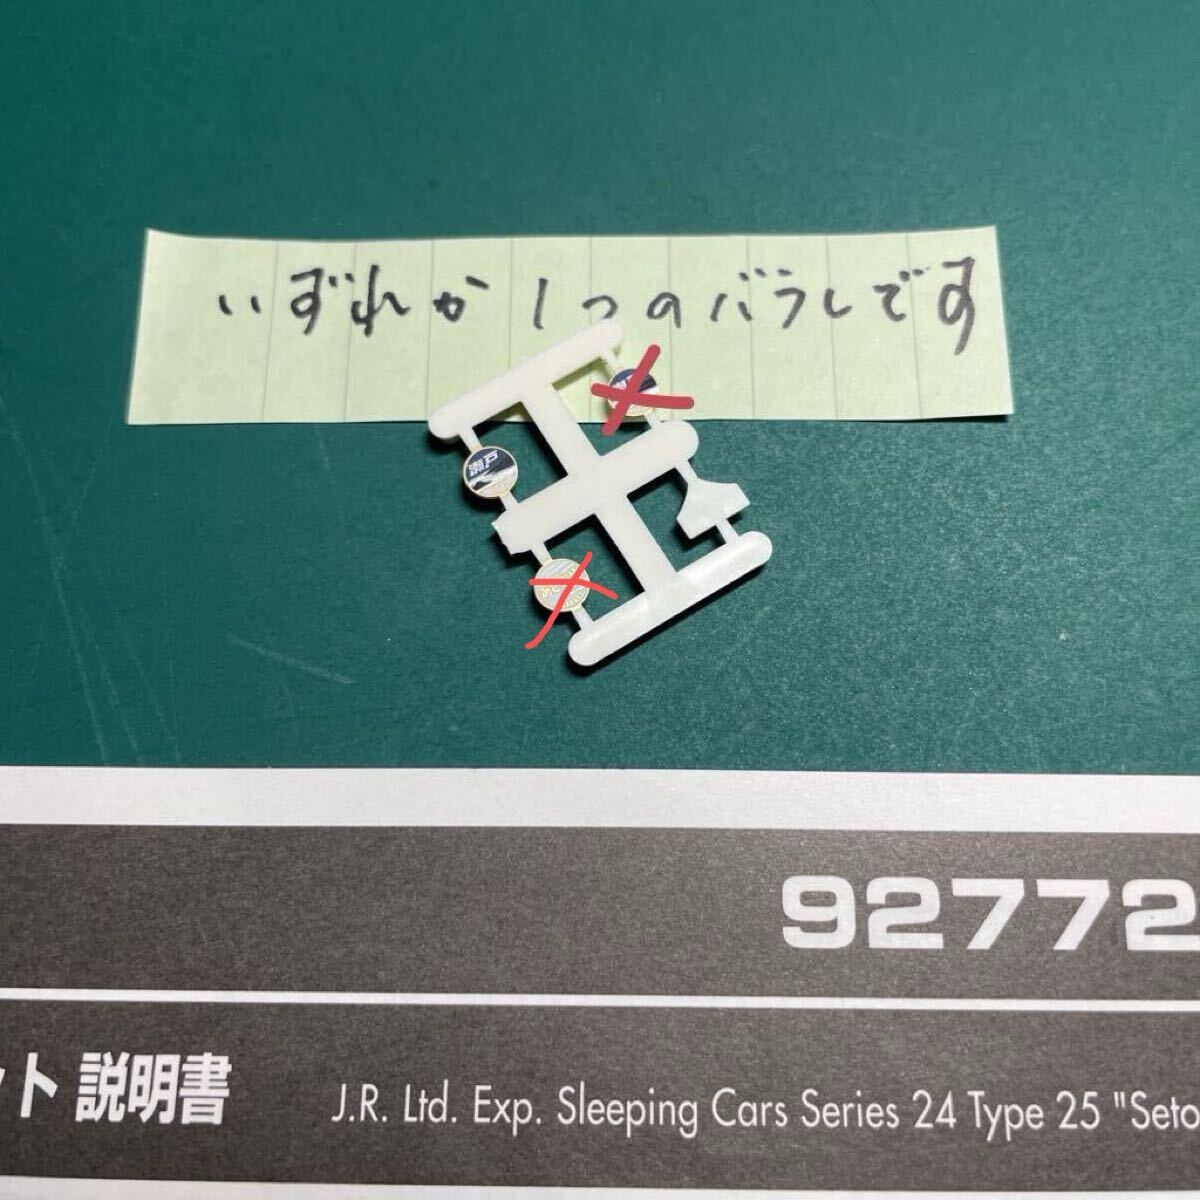 いずれか1つのバラしです
瀬戸
92772
ット 説明書
J.R. Ltd. Exp. Sleeping Cars Series 24 Type 25 "Seto